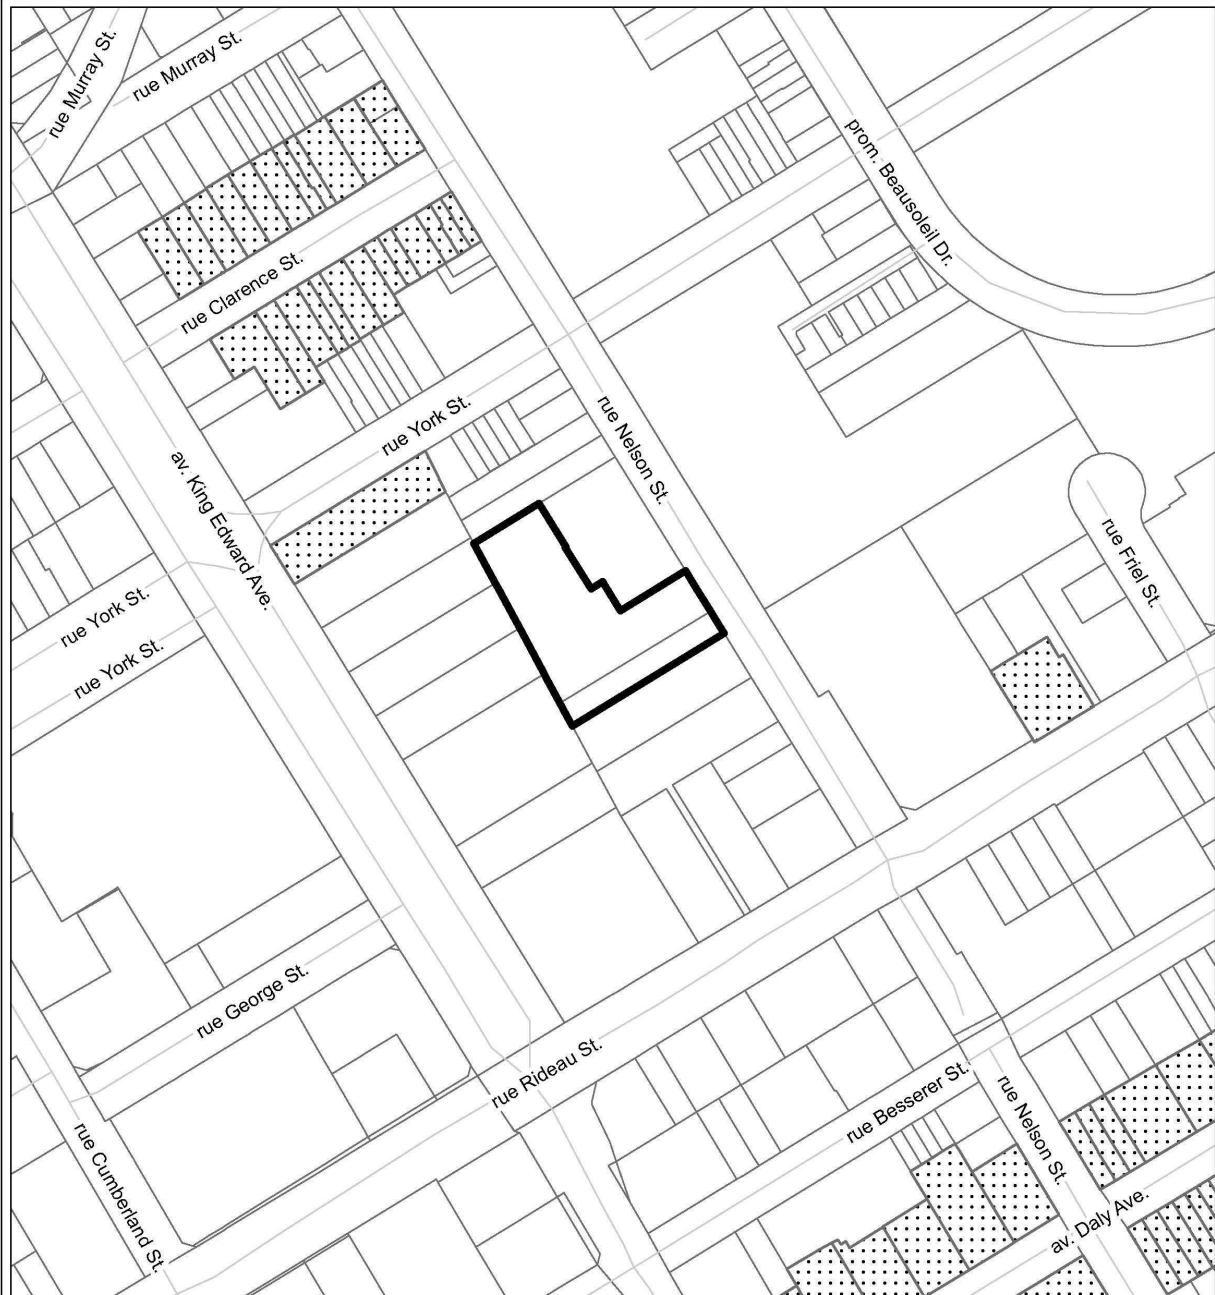 rue Murray St.
rue Murray St.
prom. Beausoleil Dr.
rue Clarence St.
rue York St.
rue Nelson St.
av. King Edward Ave.
rue Friel St.
rue York St.
rue York St.
rue George St.
rue Rideau St.
rue Besserer St.
rue Nelson St.
rue Cumberland St.
av. Daly Ave.